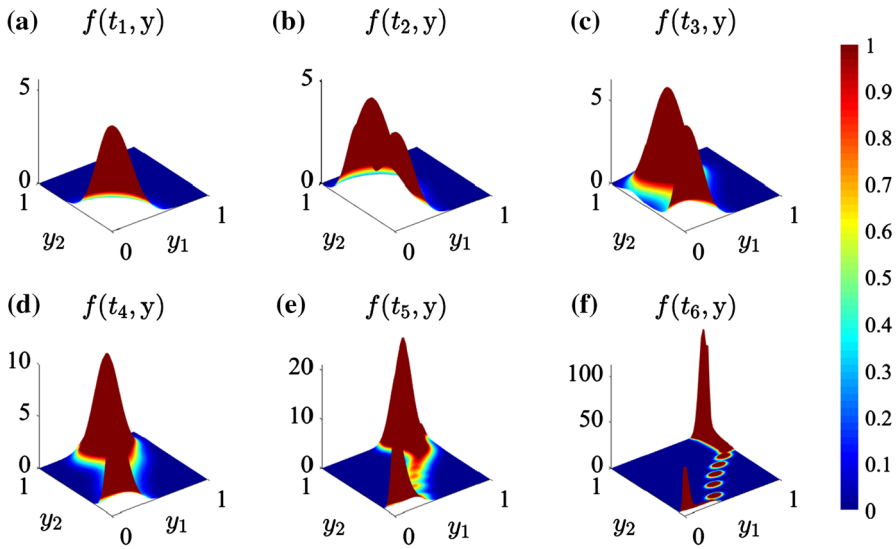 (a) f(t₁, y) (b) f(t₂, y) (c) f(t₃, y)
5 0 1 y₂ 0 y₁ 1
5 0 1 y₂ 0 y₁ 1
5 0 1 y₂ 0 y₁ 1
(d) f(t₄, y) (e) f(t₅, y) (f) f(t₆, y)
10 5 0 1 y₂ 0 y₁ 1
20 10 0 1 y₂ 0 y₁ 1
100 50 0 1 y₂ 0 y₁ 1
1
0.9
0.8
0.7
0.6
0.5
0.4
0.3
0.2
0.1
0